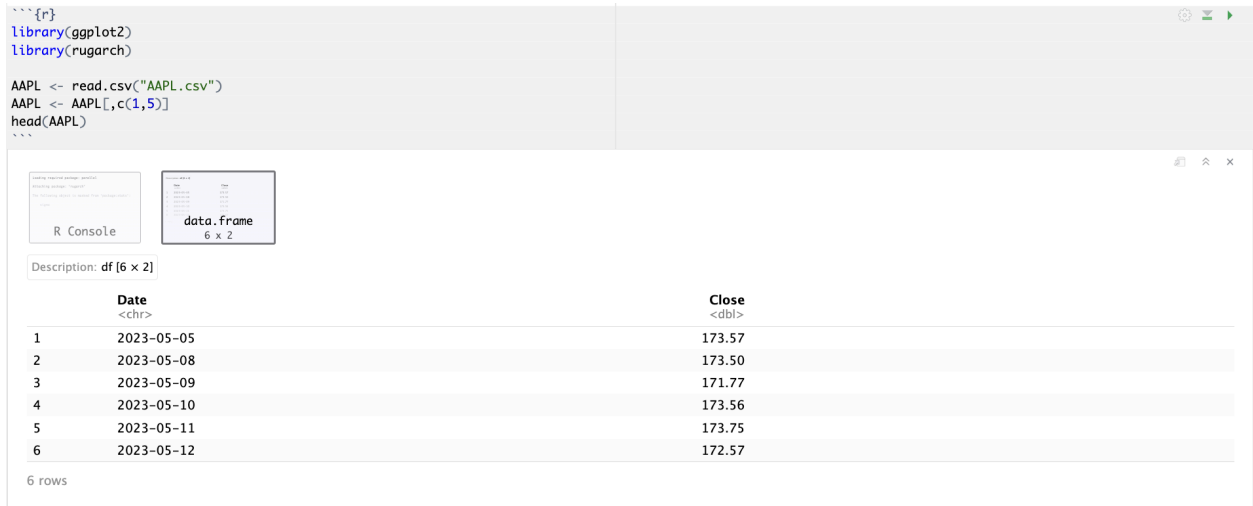 ```{r}
library(ggplot2)
library(rugarch)
AAPL <- read.csv("AAPL.csv")
AAPL <- AAPL[,c(1,5)]
head(AAPL)
```
R Console
data.frame
6 x 2
Description: df [6 × 2]
Date Close
<chr> <dbl>
1 2023-05-05 173.57
2 2023-05-08 173.50
3 2023-05-09 171.77
4 2023-05-10 173.56
5 2023-05-11 173.75
6 2023-05-12 172.57
6 rows